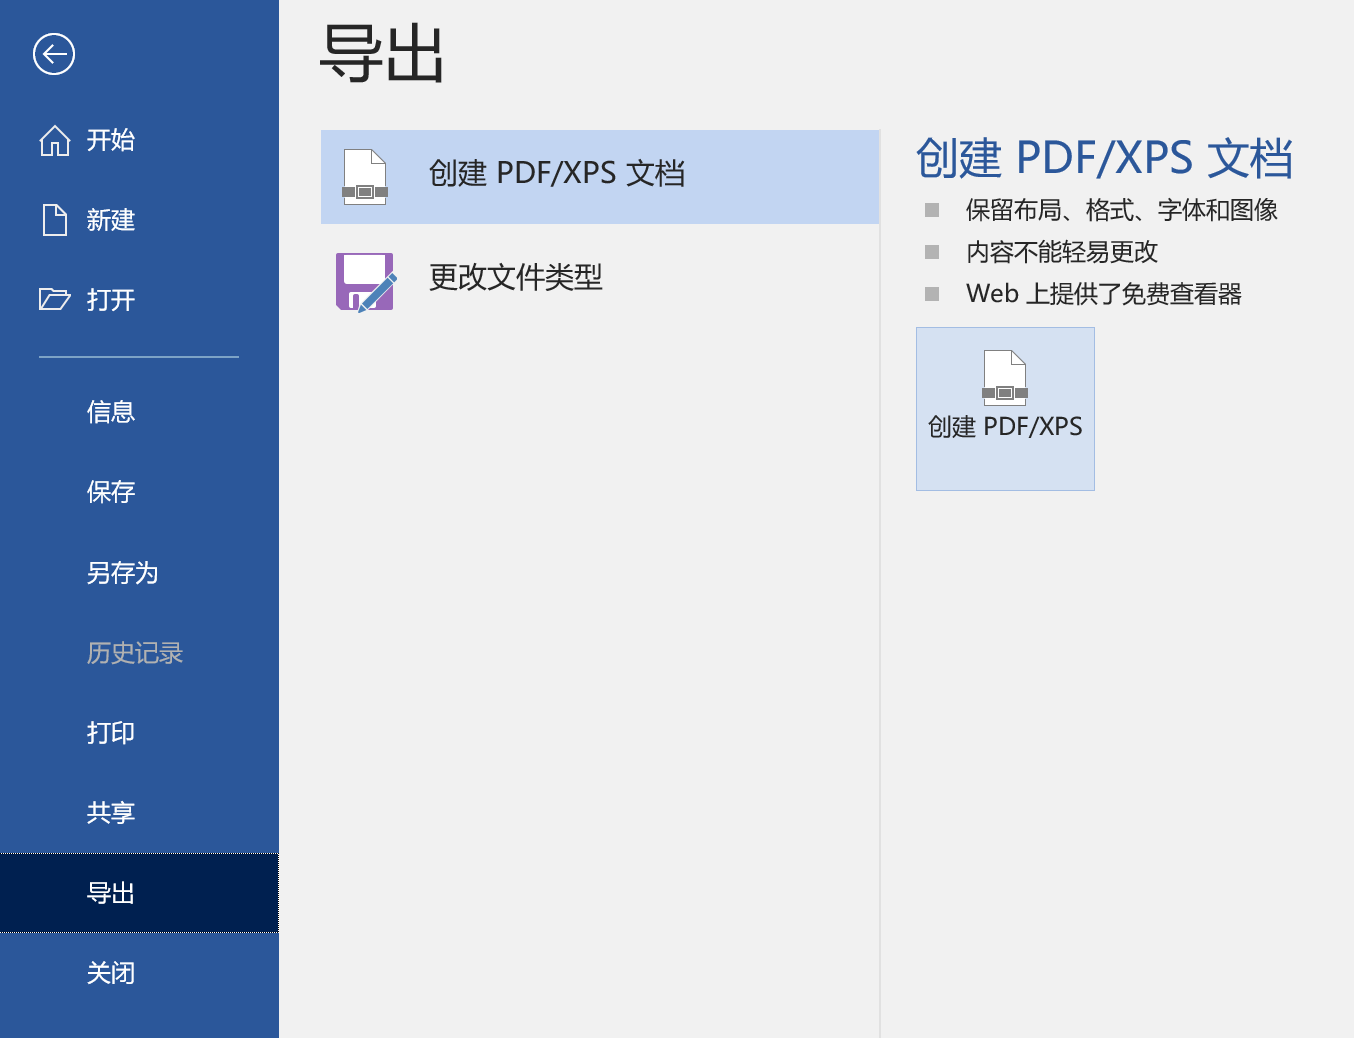 导出
开始
新建
打开
信息
保存
另存为
历史记录
打印
共享
导出
关闭
创建 PDF/XPS 文档
更改文件类型
创建 PDF/XPS 文档
保留布局、格式、字体和图像
内容不能轻易更改
Web 上提供了免费查看器
创建 PDF/XPS